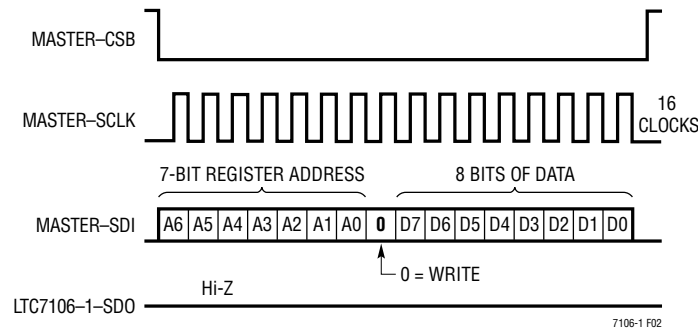 MASTER–CSB
MASTER–SCLK
16
CLOCKS
7-BIT REGISTER ADDRESS
8 BITS OF DATA
MASTER–SDI
A6 A5 A4 A3 A2 A1 A0 0 D7 D6 D5 D4 D3 D2 D1 D0
0 = WRITE
Hi-Z
LTC7106–1–SDO
7106-1 F02